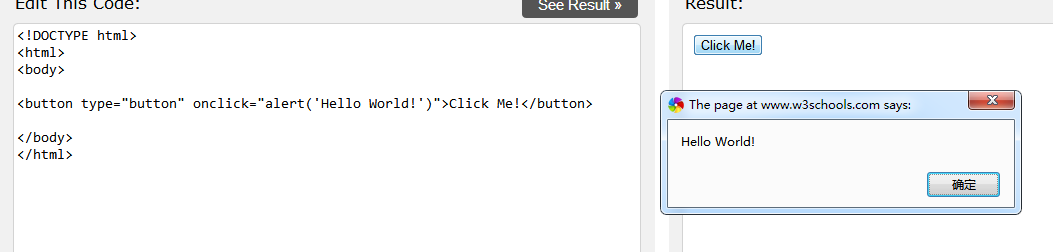 Edit This Code:
See Result »
<!DOCTYPE html>
<html>
<body>
<button type="button" onclick="alert('Hello World!')">Click Me!</button>
</body>
</html>
Result:
Click Me!
The page at www.w3schools.com says:
Hello World!
确定